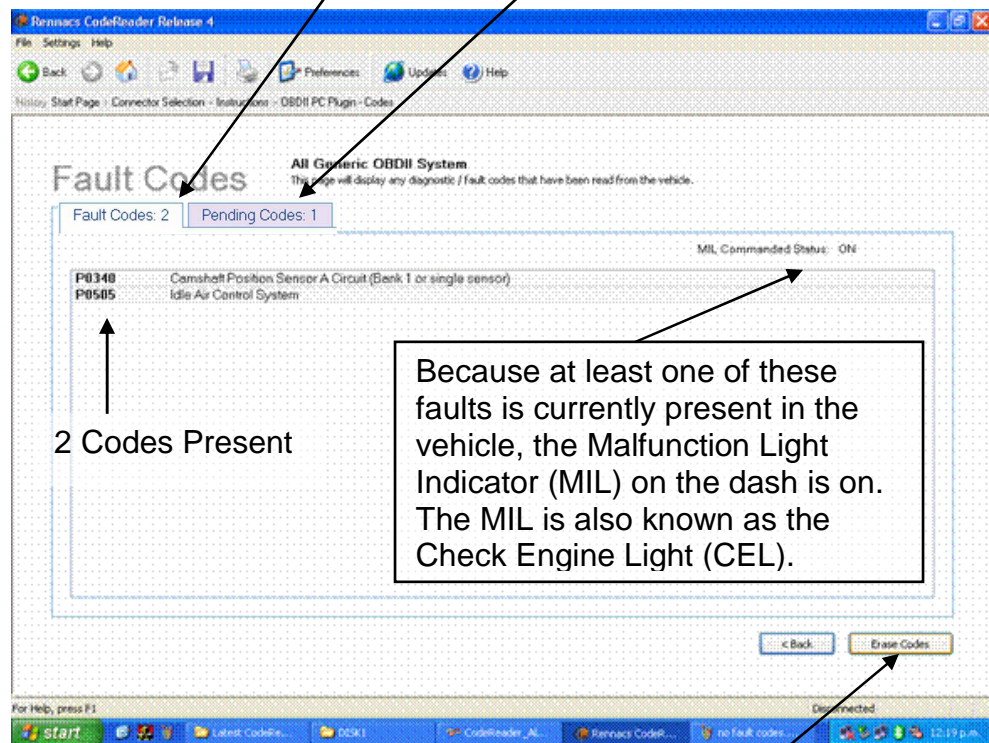 Rennacs CodeReader Release 4
File Settings Help
Back Preferences Updates Help
History Start Page - Connector Selection - Instructions - OBDII PC Plugin - Codes
Fault Codes
All Generic OBDII System
This page will display any diagnostic / fault codes that have been read from the vehicle.
Fault Codes: 2 Pending Codes: 1
MIL Commanded Status: ON
P0340 Camshaft Position Sensor A Circuit (Bank 1 or single sensor)
P0505 Idle Air Control System
2 Codes Present
Because at least one of these
faults is currently present in the
vehicle, the Malfunction Light
Indicator (MIL) on the dash is on.
The MIL is also known as the
Check Engine Light (CEL).
< Back Erase Codes
For Help, press F1 Disconnected
start Latest CodeRe... DISK1 CodeReader_Al... Rennacs CodeR... no fault codes.... 12:19 p.m.